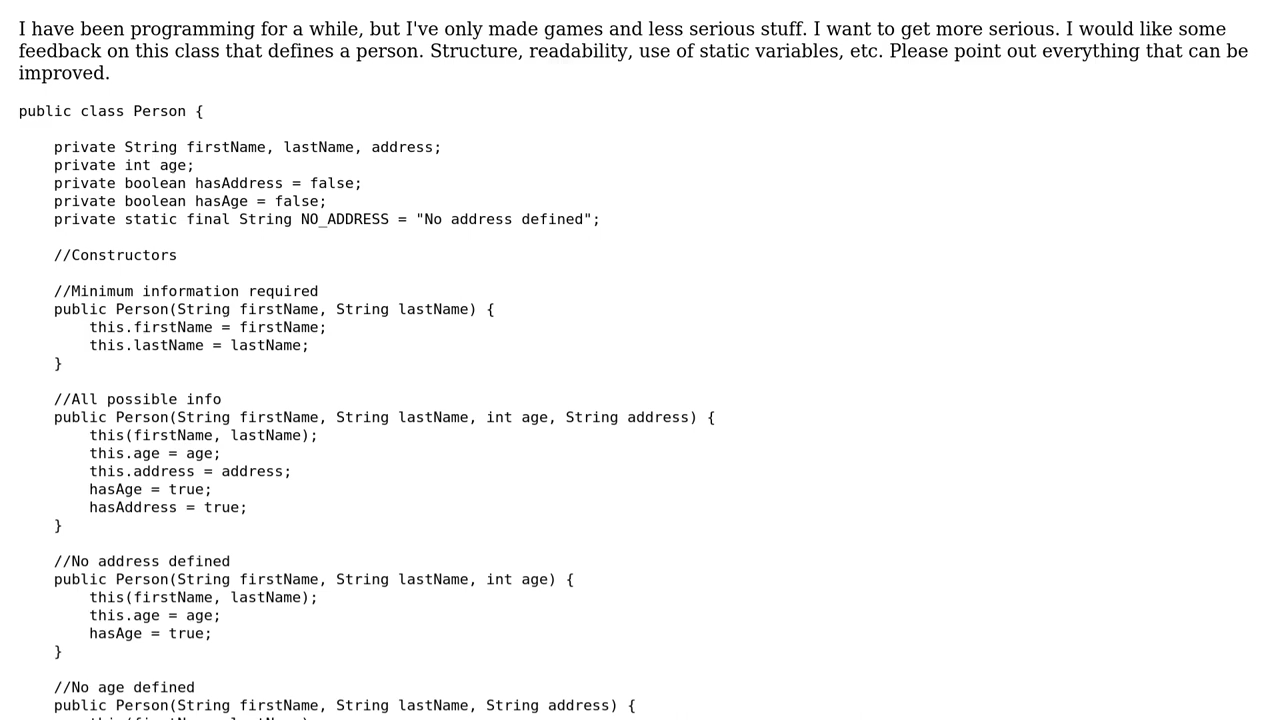 I have been programming for a while, but I've only made games and less serious stuff. I want to get more serious. I would like some
feedback on this class that defines a person. Structure, readability, use of static variables, etc. Please point out everything that can be
improved.
public class Person {
    private String firstName, lastName, address;
    private int age;
    private boolean hasAddress = false;
    private boolean hasAge = false;
    private static final String NO_ADDRESS = "No address defined";
    //Constructors
    //Minimum information required
    public Person(String firstName, String lastName) {
        this.firstName = firstName;
        this.lastName = lastName;
    }
    //All possible info
    public Person(String firstName, String lastName, int age, String address) {
        this(firstName, lastName);
        this.age = age;
        this.address = address;
        hasAge = true;
        hasAddress = true;
    }
    //No address defined
    public Person(String firstName, String lastName, int age) {
        this(firstName, lastName);
        this.age = age;
        hasAge = true;
    }
    //No age defined
    public Person(String firstName, String lastName, String address) {